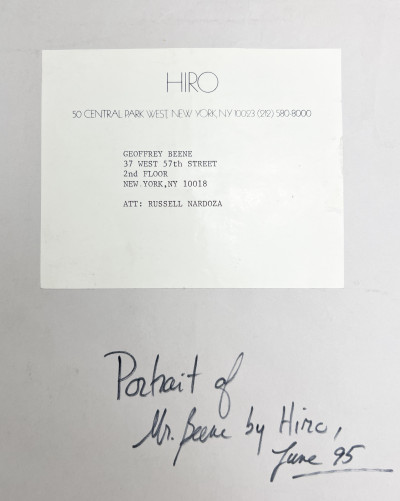 HIRO
50 CENTRAL PARK WEST, NEW YORK, N.Y. 10023 (212) 580-8000
GEOFFREY BEENE
37 WEST 57th STREET
2nd FLOOR
NEW YORK,NY 10018
ATT: RUSSELL NARDOZA
Portrait of
Mr. Beene by Hiro,
June 95